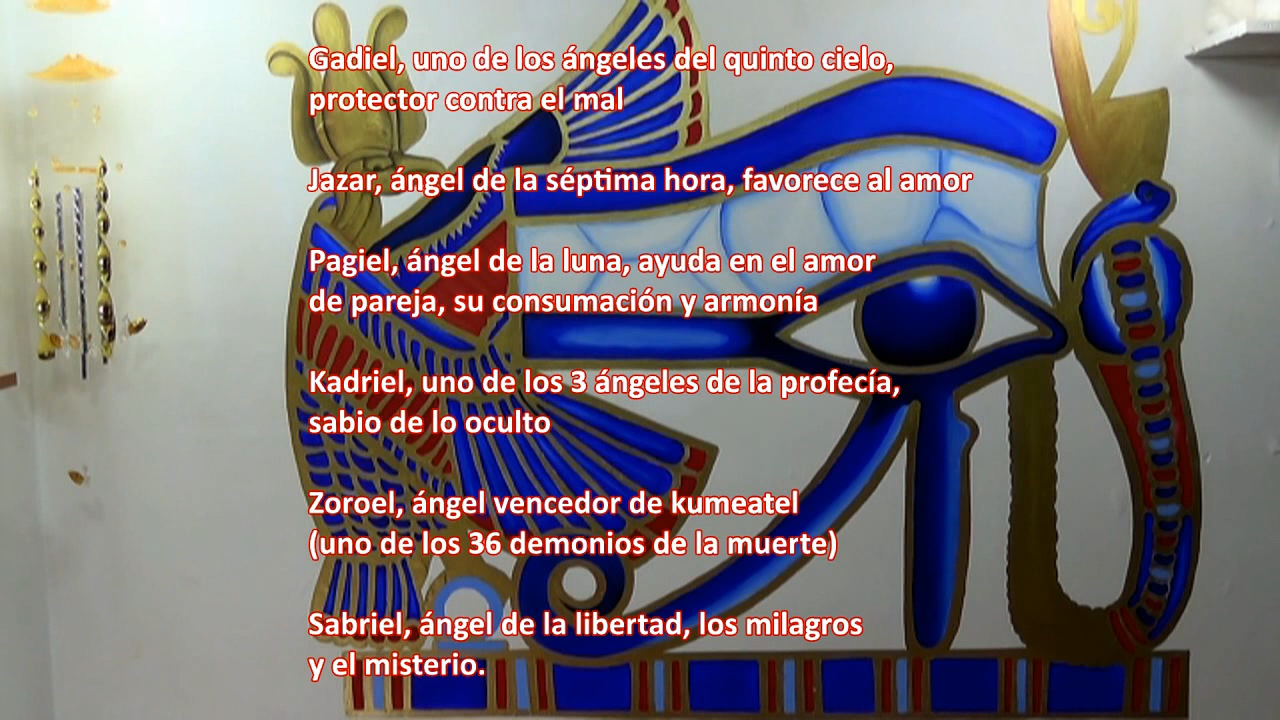 Gadiel, uno de los ángeles del quinto cielo,
protector contra el mal
Jazar, ángel de la séptima hora, favorece al amor
Pagiel, ángel de la luna, ayuda en el amor
de pareja, su consumación y armonía
Kadriel, uno de los 3 ángeles de la profecía,
sabio de lo oculto
Zoroel, ángel vencedor de kumeatel
(uno de los 36 demonios de la muerte)
Sabriel, ángel de la libertad, los milagros
y el misterio.